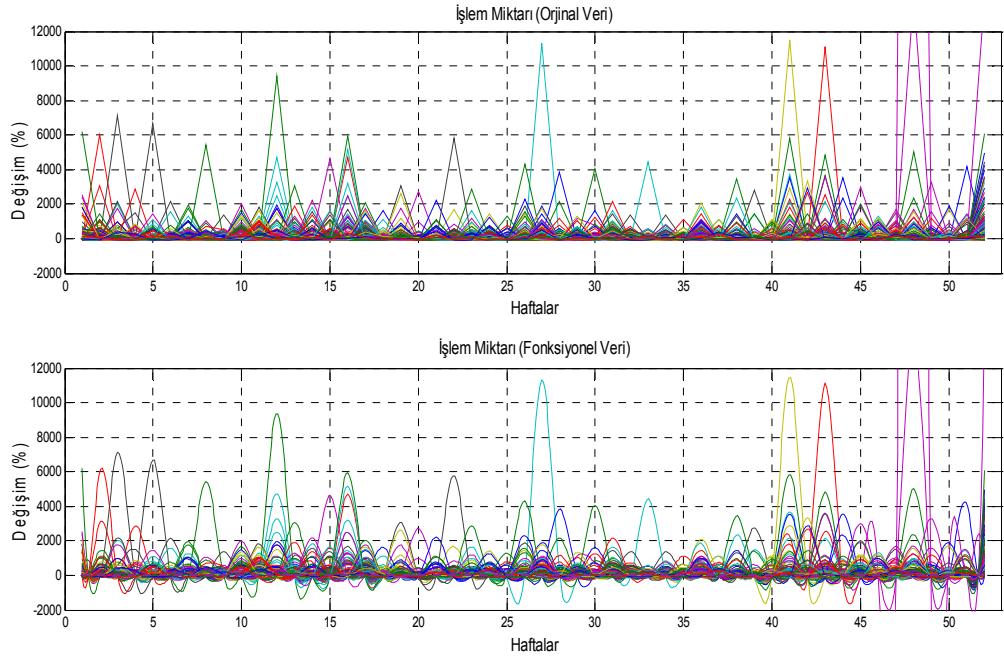 İşlem Miktarı (Orjinal Veri)
Değişim (%)
12000
10000
8000
6000
4000
2000
0
-2000
0 5 10 15 20 25 30 35 40 45 50
Haftalar
İşlem Miktarı (Fonksiyonel Veri)
Değişim (%
12000
10000
8000
6000
4000
2000
0
-2000
0 5 10 15 20 25 30 35 40 45 50
Haftalar